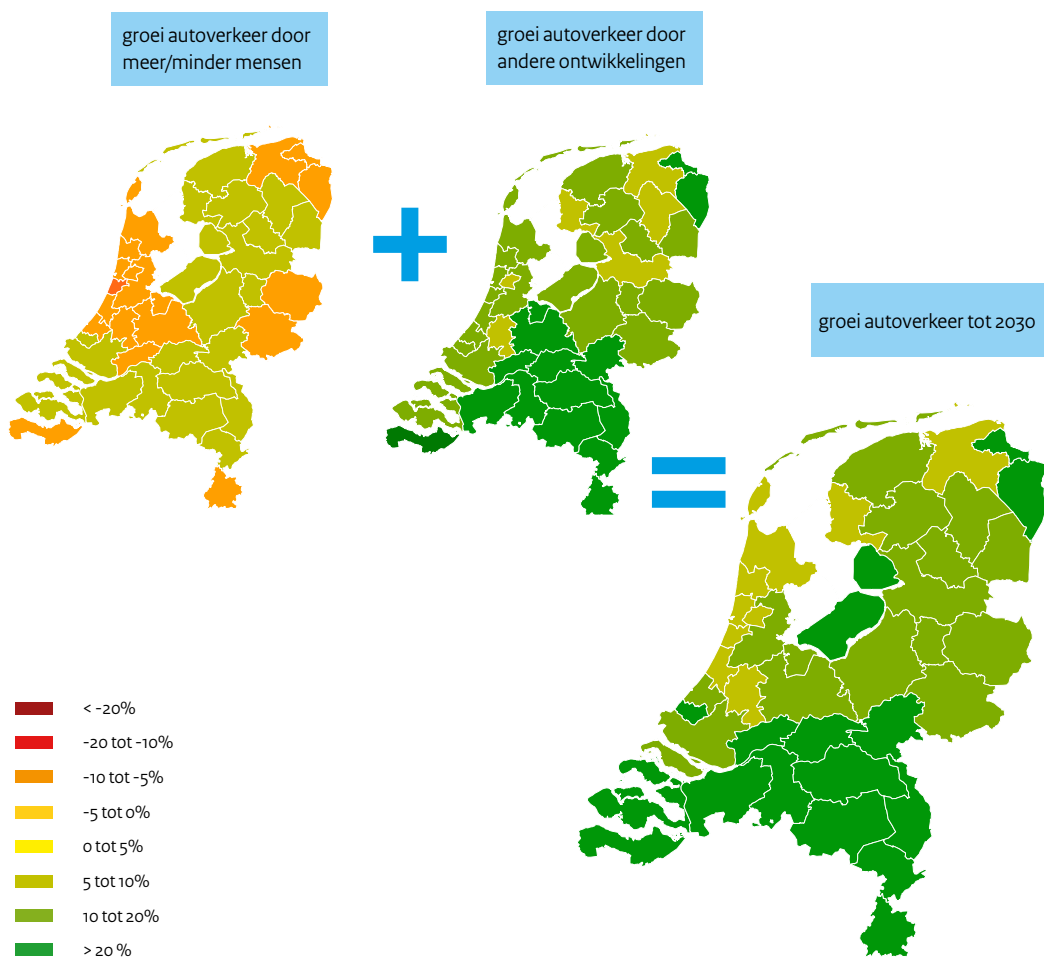 groei autoverkeer door
meer/minder mensen
groei autoverkeer door
andere ontwikkelingen
groei autoverkeer tot 2030
< -20%
-20 tot -10%
-10 tot -5%
-5 tot 0%
0 tot 5%
5 tot 10%
10 tot 20%
> 20 %